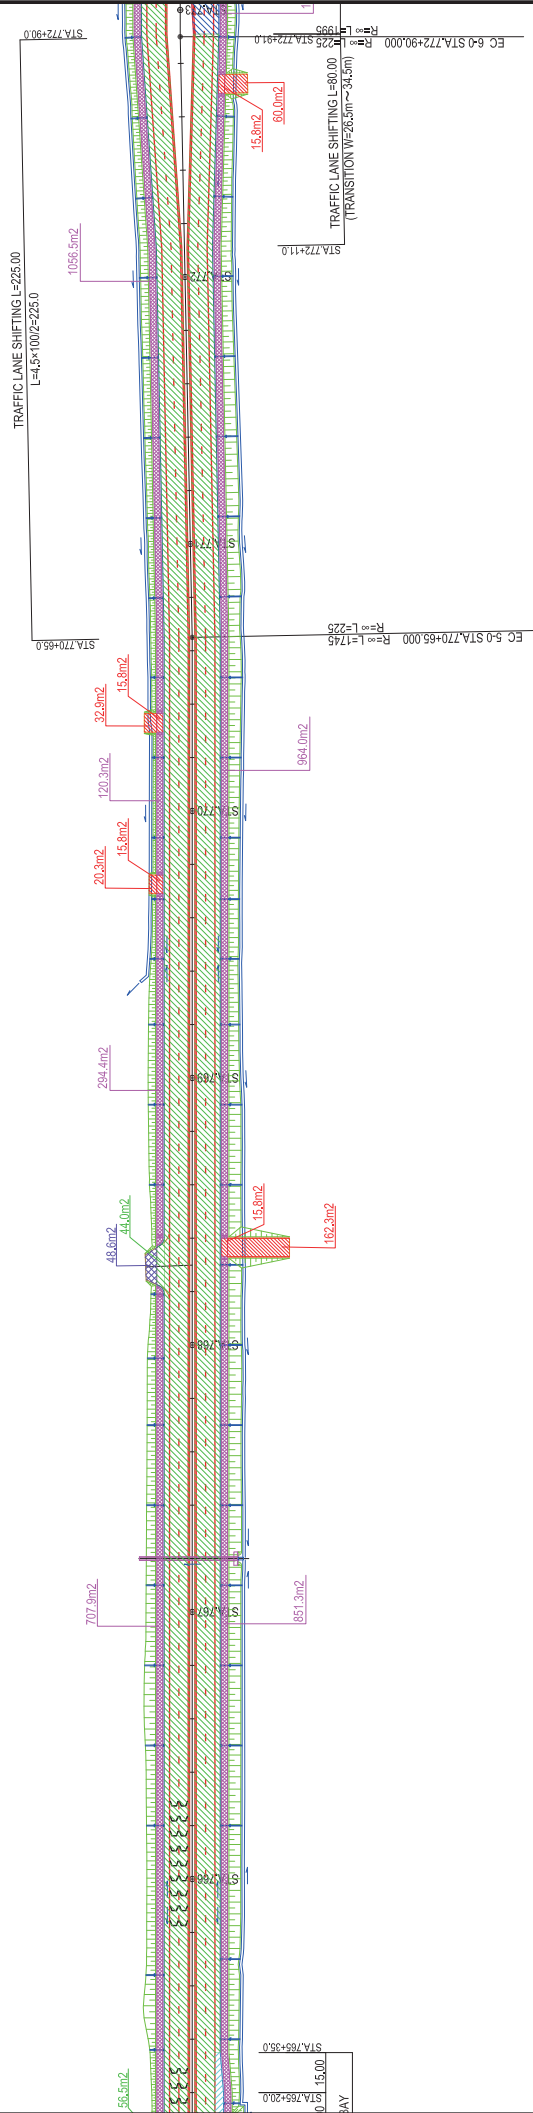 STA.773
STA.772+90.0
R=∞ L=1995
STA.772+91.0
R=∞ L=225
EC 6-0 STA.772+90.000
TRAFFIC LANE SHIFTING L=80.00
(TRANSITION W=26.5m～34.5m)
STA.772+11.0
60.0m2
15.8m2
1056.5m2
TRAFFIC LANE SHIFTING L=225.00
L=4.5×100/2=225.0
STA.772
STA.771
STA.770+65.0
R=∞ L=225
R=∞ L=1745
EC 5-0 STA.770+65.000
15.8m2
32.9m2
964.0m2
120.3m2
STA.770
15.8m2
20.3m2
294.4m2
STA.769
15.8m2
162.3m2
44.0m2
48.6m2
STA.768
707.9m2
851.3m2
STA.767
STA.766
STA.765+35.0
15.00
STA.765+20.0
56.5m2
BAY